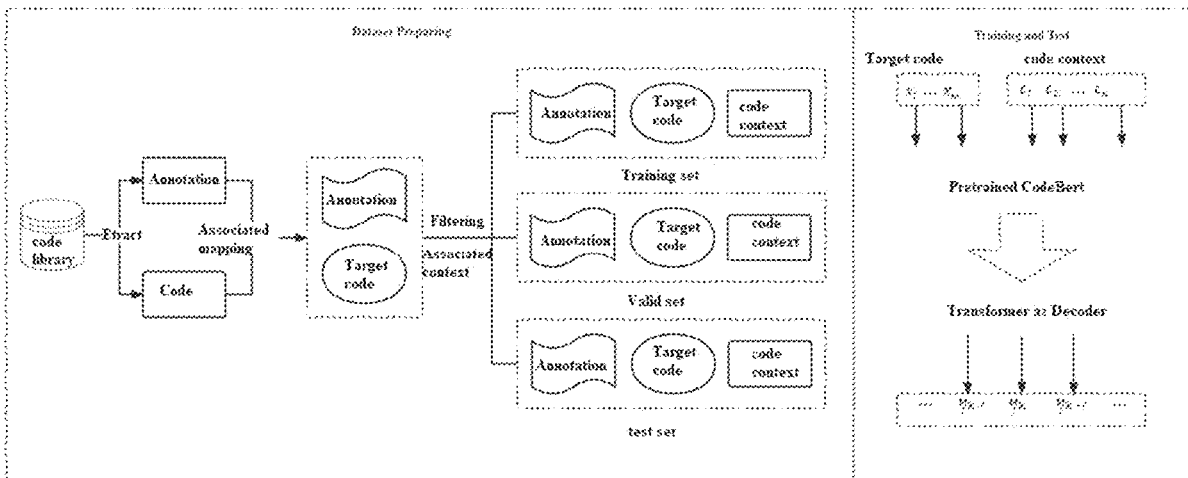 Dataset Preparing
code
library
Etract
Annotation
Code
Associated
mapping
Annotation
Target
code
Filtering
Associated
context
Annotation
Target
code
code
context
Training set
Annotation
Target
code
code
context
Valid set
Annotation
Target
code
code
context
test set
Training and Test
Target code
code context
Pretrained CodeBert
Transformer as Decoder